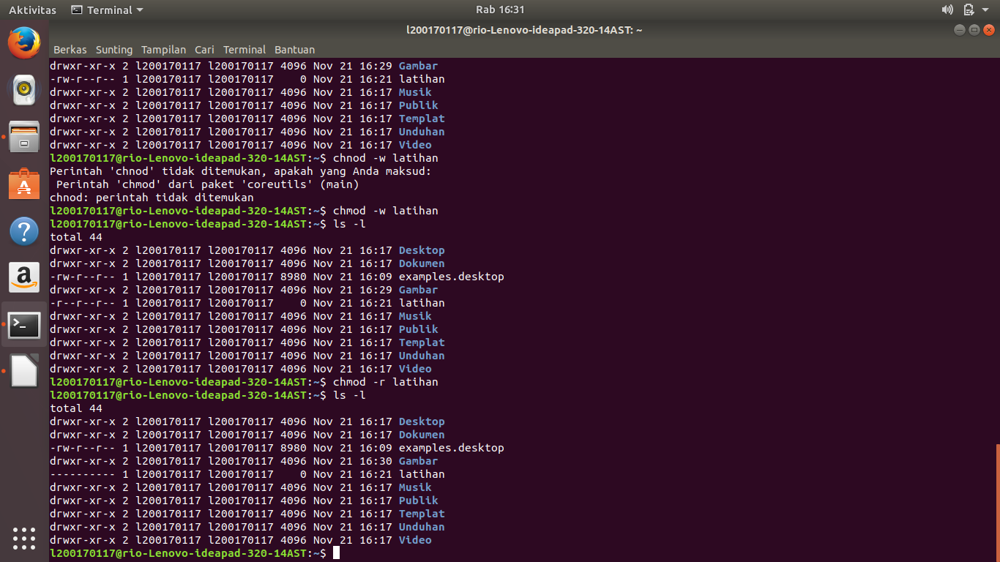 Aktivitas Terminal Rab 16:31
l200170117@rio-Lenovo-ideapad-320-14AST: ~
Berkas Sunting Tampilan Cari Terminal Bantuan
drwxr-xr-x 2 l200170117 l200170117 4096 Nov 21 16:29 Gambar
-rw-r--r-- 1 l200170117 l200170117    0 Nov 21 16:21 latihan
drwxr-xr-x 2 l200170117 l200170117 4096 Nov 21 16:17 Musik
drwxr-xr-x 2 l200170117 l200170117 4096 Nov 21 16:17 Publik
drwxr-xr-x 2 l200170117 l200170117 4096 Nov 21 16:17 Templat
drwxr-xr-x 2 l200170117 l200170117 4096 Nov 21 16:17 Unduhan
drwxr-xr-x 2 l200170117 l200170117 4096 Nov 21 16:17 Video
l200170117@rio-Lenovo-ideapad-320-14AST:~$ chnod -w latihan
Perintah 'chnod' tidak ditemukan, apakah yang Anda maksud:
 Perintah 'chmod' dari paket 'coreutils' (main)
chnod: perintah tidak ditemukan
l200170117@rio-Lenovo-ideapad-320-14AST:~$ chmod -w latihan
l200170117@rio-Lenovo-ideapad-320-14AST:~$ ls -l
total 44
drwxr-xr-x 2 l200170117 l200170117 4096 Nov 21 16:17 Desktop
drwxr-xr-x 2 l200170117 l200170117 4096 Nov 21 16:17 Dokumen
-rw-r--r-- 1 l200170117 l200170117 8980 Nov 21 16:09 examples.desktop
drwxr-xr-x 2 l200170117 l200170117 4096 Nov 21 16:29 Gambar
-r--r--r-- 1 l200170117 l200170117    0 Nov 21 16:21 latihan
drwxr-xr-x 2 l200170117 l200170117 4096 Nov 21 16:17 Musik
drwxr-xr-x 2 l200170117 l200170117 4096 Nov 21 16:17 Publik
drwxr-xr-x 2 l200170117 l200170117 4096 Nov 21 16:17 Templat
drwxr-xr-x 2 l200170117 l200170117 4096 Nov 21 16:17 Unduhan
drwxr-xr-x 2 l200170117 l200170117 4096 Nov 21 16:17 Video
l200170117@rio-Lenovo-ideapad-320-14AST:~$ chmod -r latihan
l200170117@rio-Lenovo-ideapad-320-14AST:~$ ls -l
total 44
drwxr-xr-x 2 l200170117 l200170117 4096 Nov 21 16:17 Desktop
drwxr-xr-x 2 l200170117 l200170117 4096 Nov 21 16:17 Dokumen
-rw-r--r-- 1 l200170117 l200170117 8980 Nov 21 16:09 examples.desktop
drwxr-xr-x 2 l200170117 l200170117 4096 Nov 21 16:30 Gambar
---------- 1 l200170117 l200170117    0 Nov 21 16:21 latihan
drwxr-xr-x 2 l200170117 l200170117 4096 Nov 21 16:17 Musik
drwxr-xr-x 2 l200170117 l200170117 4096 Nov 21 16:17 Publik
drwxr-xr-x 2 l200170117 l200170117 4096 Nov 21 16:17 Templat
drwxr-xr-x 2 l200170117 l200170117 4096 Nov 21 16:17 Unduhan
drwxr-xr-x 2 l200170117 l200170117 4096 Nov 21 16:17 Video
l200170117@rio-Lenovo-ideapad-320-14AST:~$